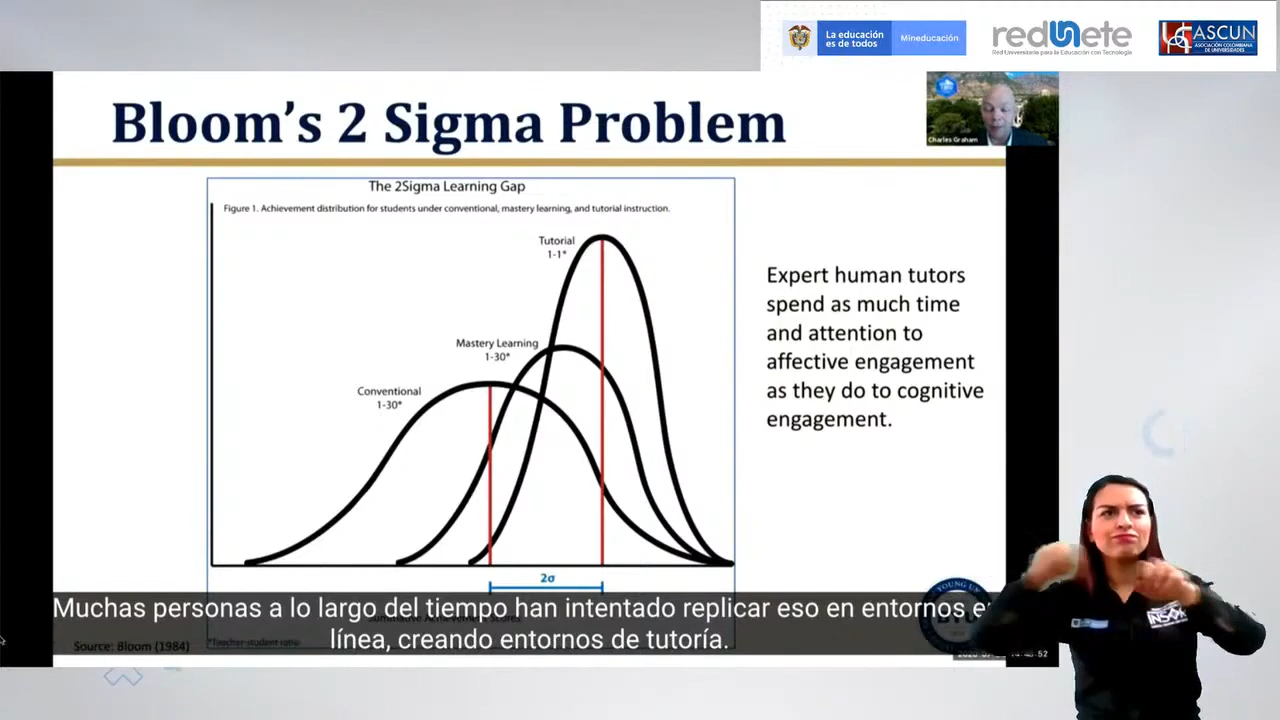 La educación
es de todos
Mineducación
redunete
Red Universitaria para la Educación con Tecnología
ASCUN
ASOCIACIÓN COLOMBIANA
DE UNIVERSIDADES
Bloom's 2 Sigma Problem
Charles Graham
The 2Sigma Learning Gap
Figure 1. Achievement distribution for students under conventional, mastery learning, and tutorial instruction.
Tutorial
1-1*
Mastery Learning
1-30*
Conventional
1-30*
Expert human tutors
spend as much time
and attention to
affective engagement
as they do to cognitive
engagement.
2σ
Muchas personas a lo largo del tiempo han intentado replicar eso en entornos e
línea, creando entornos de tutoría.
*Teacher-student ratio
Source: Bloom (1984)